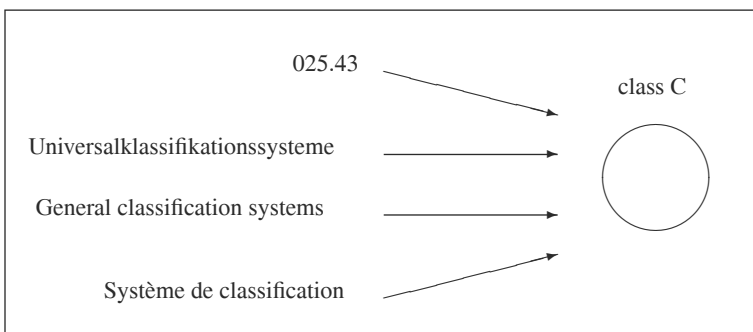 025.43
class C
Universalklassifikationssysteme
General classification systems
Système de classification